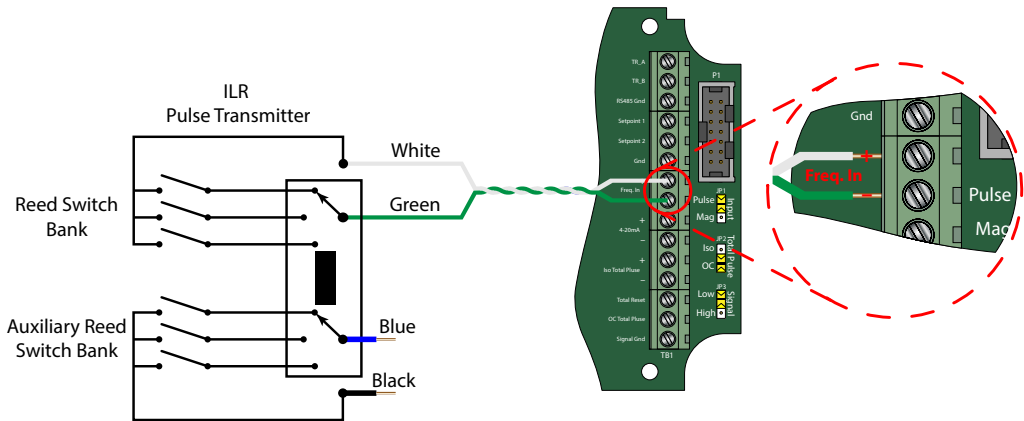 ILR
Pulse Transmitter
White
Green
Reed Switch
Bank
Auxiliary Reed
Switch Bank
Blue
Black
TR_A
TR_B
RS485 Gnd
Setpoint 1
Setpoint 2
Gnd
+
Freq. In
–
+
4-20mA
–
+
Iso Total Pluse
–
Total Reset
OC Total Pluse
Signal Gnd
TB1
P1
JP1
Pulse
Mag
Input
JP2
Iso
OC
Total Pulse
JP3
Low
High
Signal
Gnd
+
Freq. In
–
Pulse
Mag